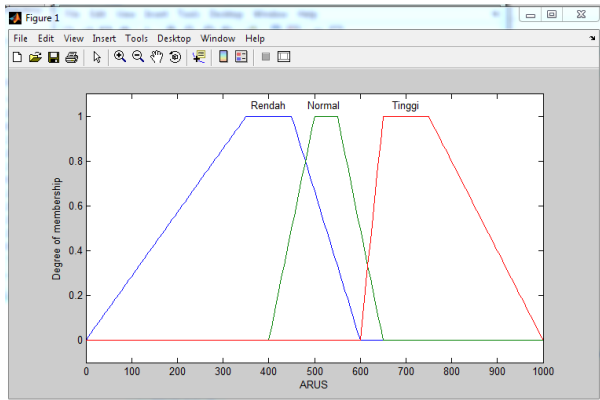 Figure 1
File Edit View Insert Tools Desktop Window Help
Rendah Normal Tinggi
1
0.8
0.6
0.4
0.2
0
Degree of membership
0 100 200 300 400 500 600 700 800 900 1000
ARUS